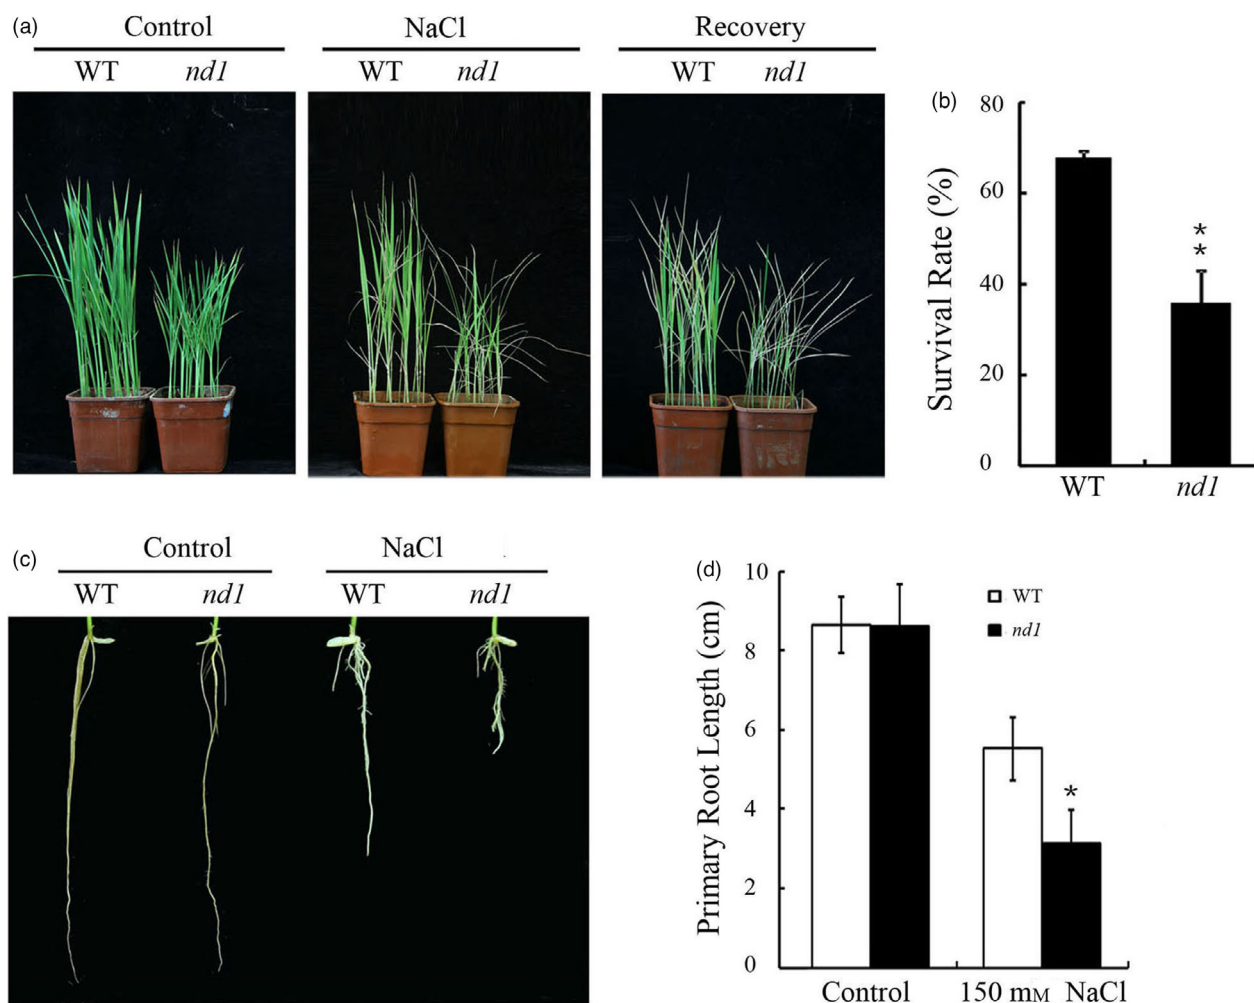 (a)
Control
NaCl
Recovery
WT nd1
WT nd1
WT nd1
(b)
80
60
40
20
0
Survival Rate (%)
*
*
WT nd1
(c)
Control
NaCl
WT nd1
WT nd1
(d)
10
8
6
4
2
0
Primary Root Length (cm)
WT
nd1
*
Control
150 mM NaCl